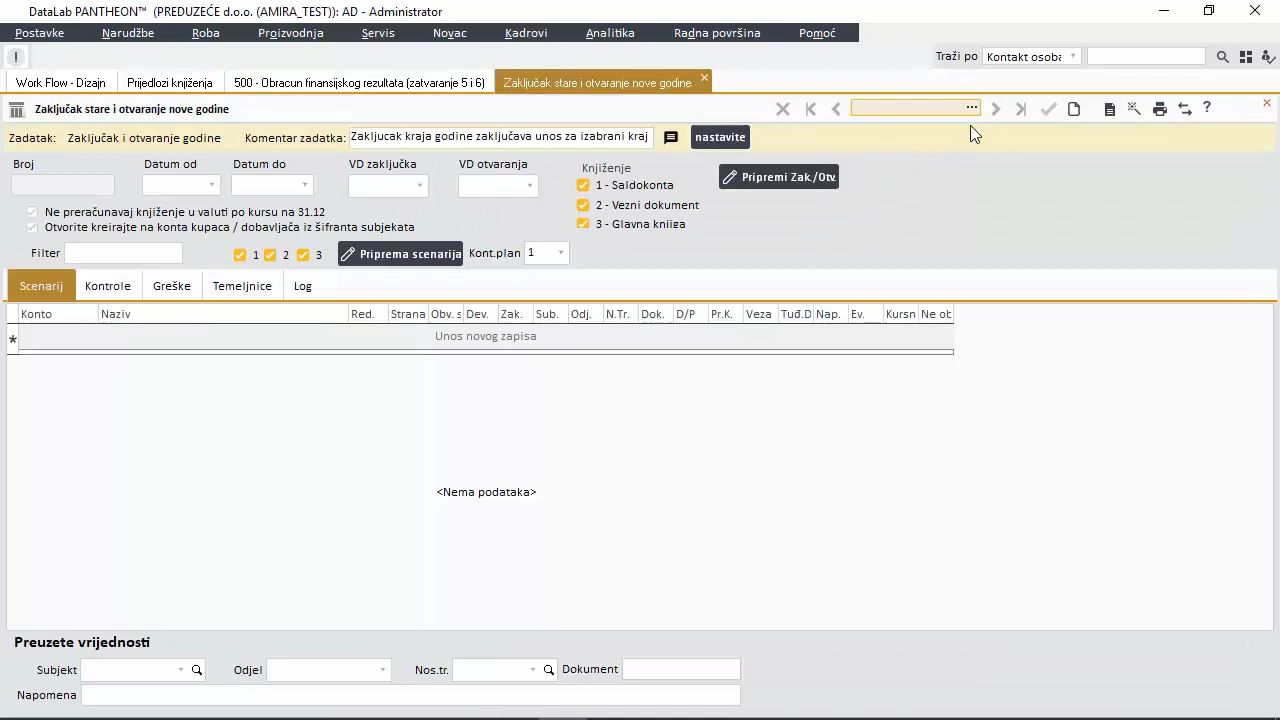 DataLab PANTHEON™ (PREDUZEĆE d.o.o. (AMIRA_TEST)): AD - Administrator
Postavke Narudžbe Roba Proizvodnja Servis Novac Kadrovi Analitika Radna površina Pomoć
Traži po Kontakt osoba
Work Flow - Dizajn Prijedlozi knjiženja 500 - Obracun finansijskog rezultata (zatvaranje 5 i 6) Zaključak stare i otvaranje nove godine
Zaključak stare i otvaranje nove godine
Zadatak: Zaključak i otvaranje godine Komentar zadatka: Zakljucak kraja godine zaključava unos za izabrani kraj nastavite
Broj Datum od Datum do VD zaključka VD otvaranja Knjiženje
1 - Saldokonta Pripremi Zak./Otv.
2 - Vezni dokument
Ne preračunavaj knjiženje u valuti po kursu na 31.12
3 - Glavna knjiga
Otvorite kreirajte na konta kupaca / dobavljača iz šifranta subjekata
Filter 1 2 3 Priprema scenarija Kont.plan 1
Scenarij Kontrole Greške Temeljnice Log
Konto Naziv Red. Strana Obv. s Dev. Zak. Sub. Odj. N.Tr. Dok. D/P Pr.K. Veza Tuđ.D Nap. Ev. Kursn Ne ob
* Unos novog zapisa
<Nema podataka>
Preuzete vrijednosti
Subjekt Odjel Nos.tr. Dokument
Napomena